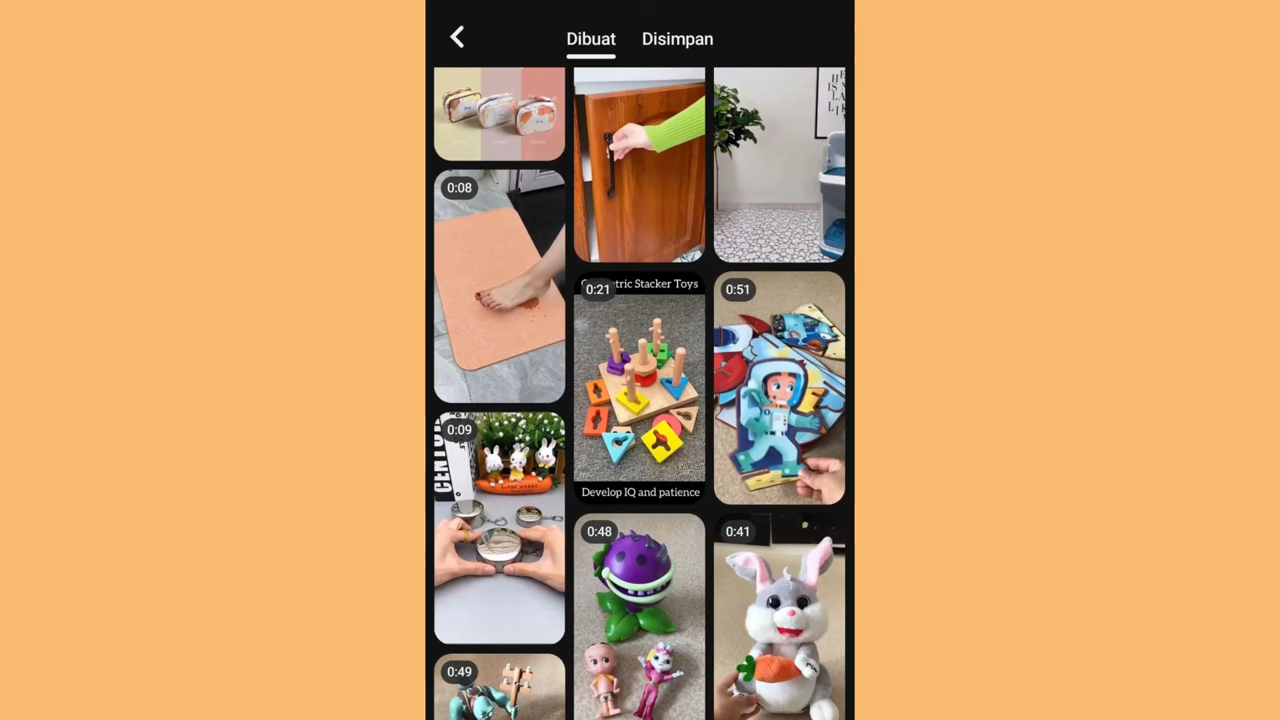 Dibuat Disimpan
0:08
0:21
tric Stacker Toys
0:51
Develop IQ and patience
0:09
CENTUR
0:48
0:41
0:49